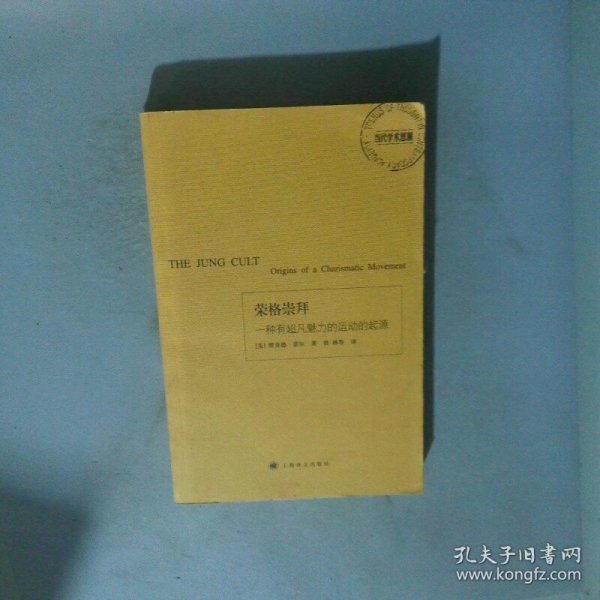 当代学术思潮
THE JUNG CULT
Origins of a Charismatic Movement
荣格崇拜
一种有超凡魅力的运动的起源
上海译文出版社
孔夫子旧书网
www.kongfz.com